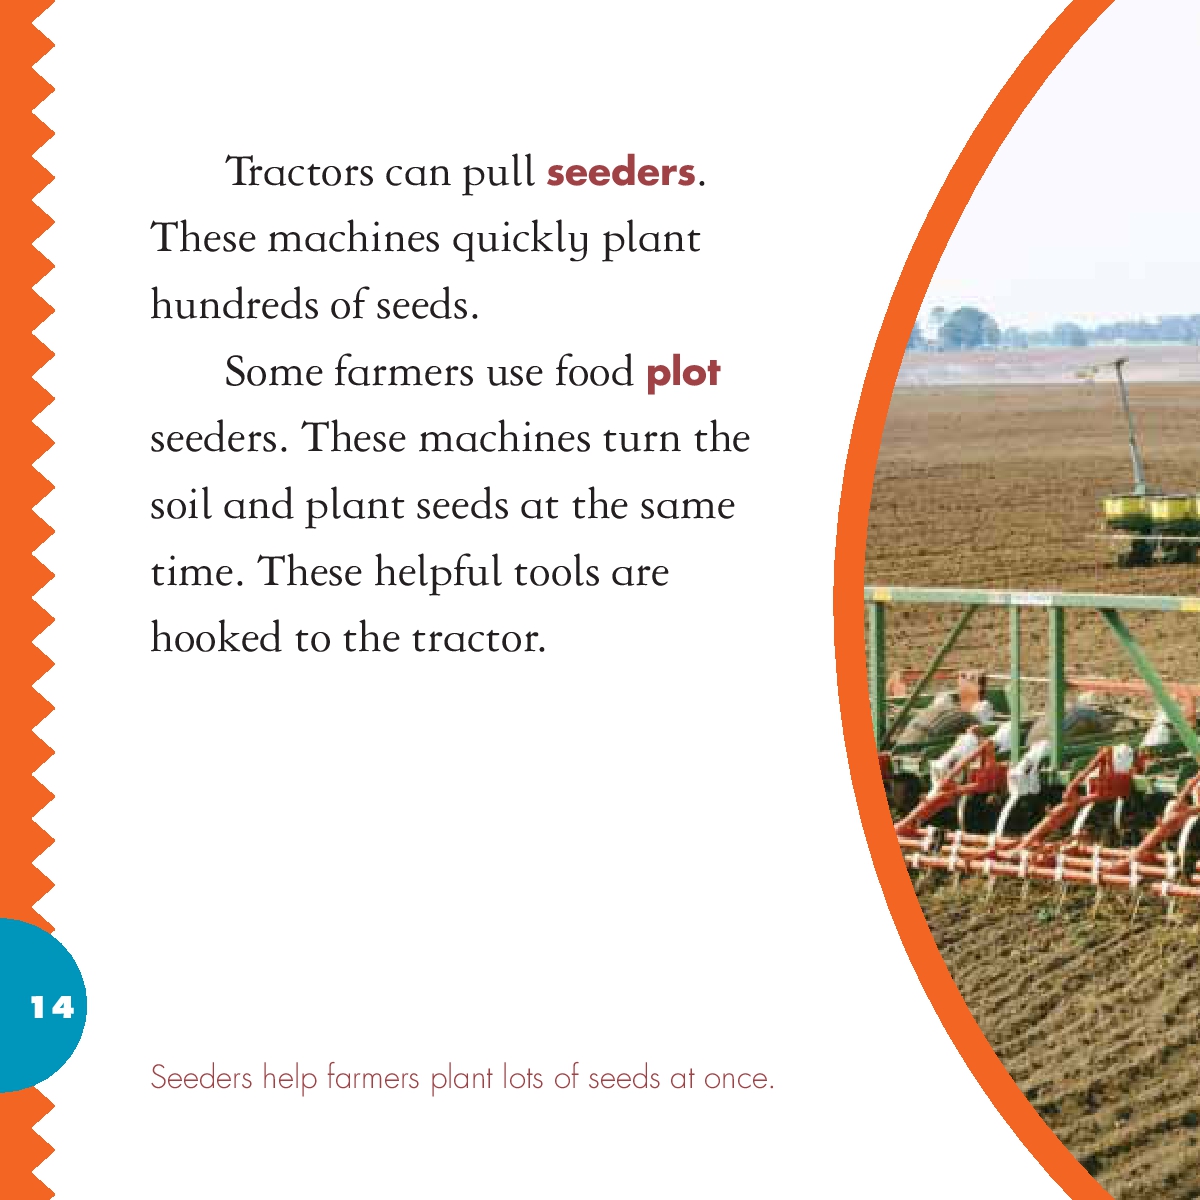 Tractors can pull seeders.
These machines quickly plant
hundreds of seeds.
Some farmers use food plot
seeders. These machines turn the
soil and plant seeds at the same
time. These helpful tools are
hooked to the tractor.
14
Seeders help farmers plant lots of seeds at once.